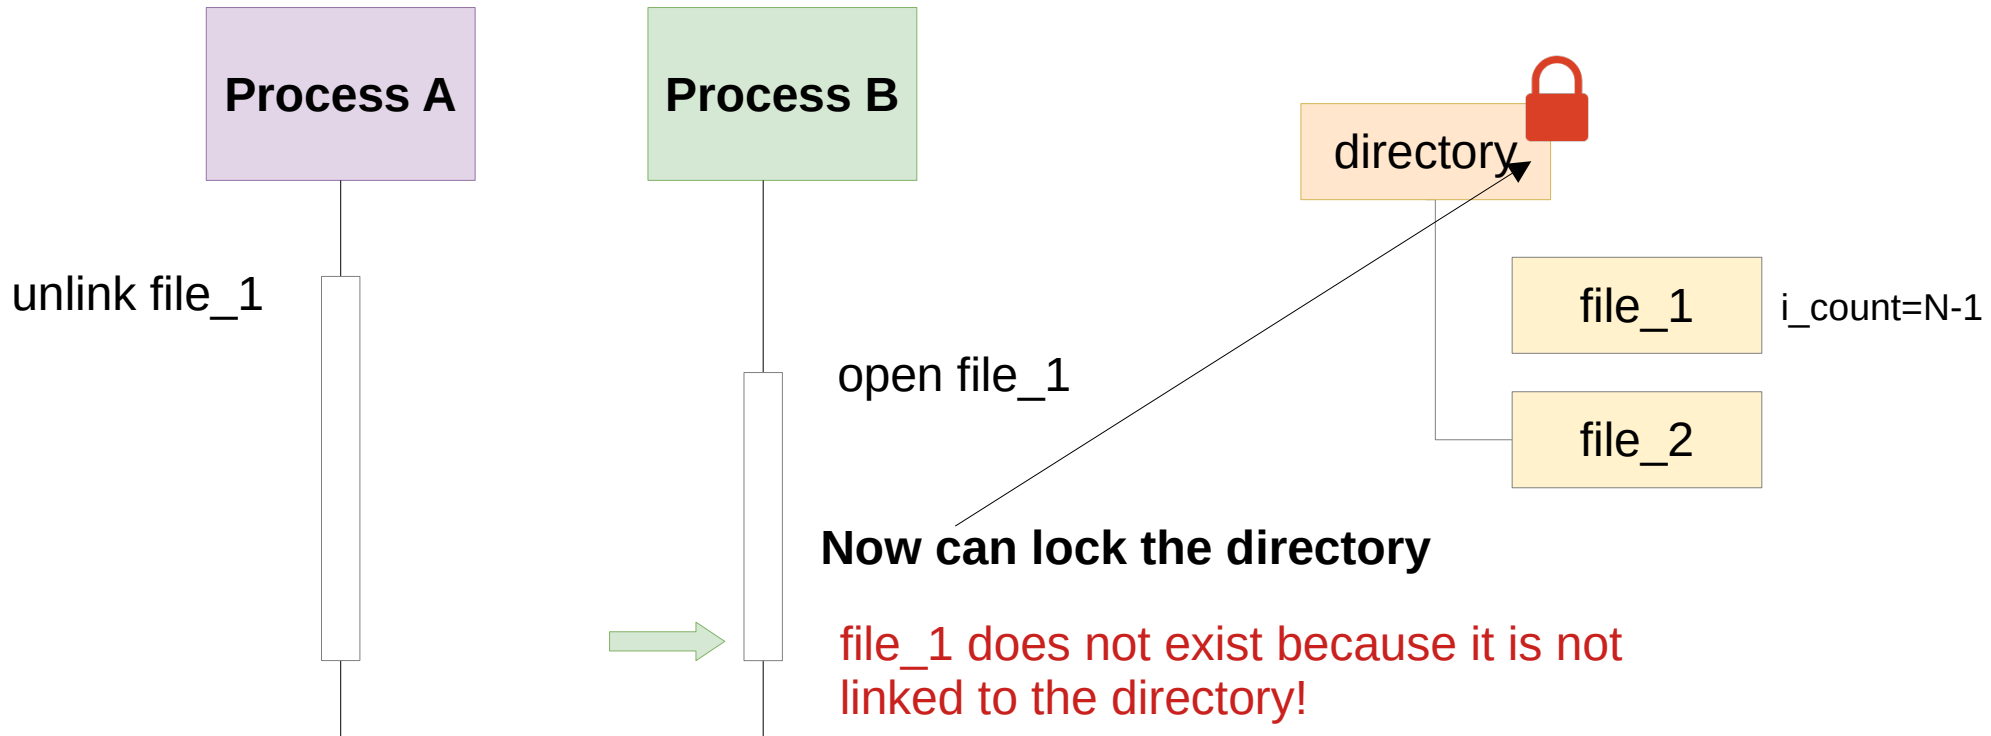 Process A
Process B
directory
unlink file_1
file_1
i_count=N-1
open file_1
file_2
Now can lock the directory
file_1 does not exist because it is not
linked to the directory!